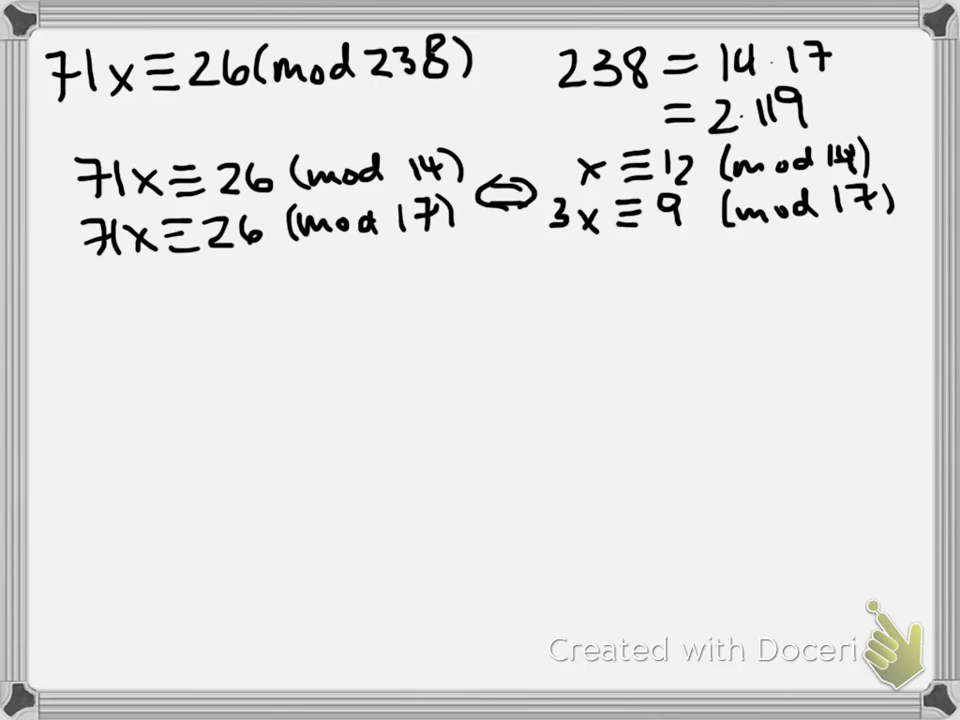 71x ≡ 26 (mod 238)
238 = 14 · 17
= 2 · 119
71x ≡ 26 (mod 14) ⇔ x ≡ 12 (mod 14)
71x ≡ 26 (mod 17) 3x ≡ 9 (mod 17)
Created with Doceri